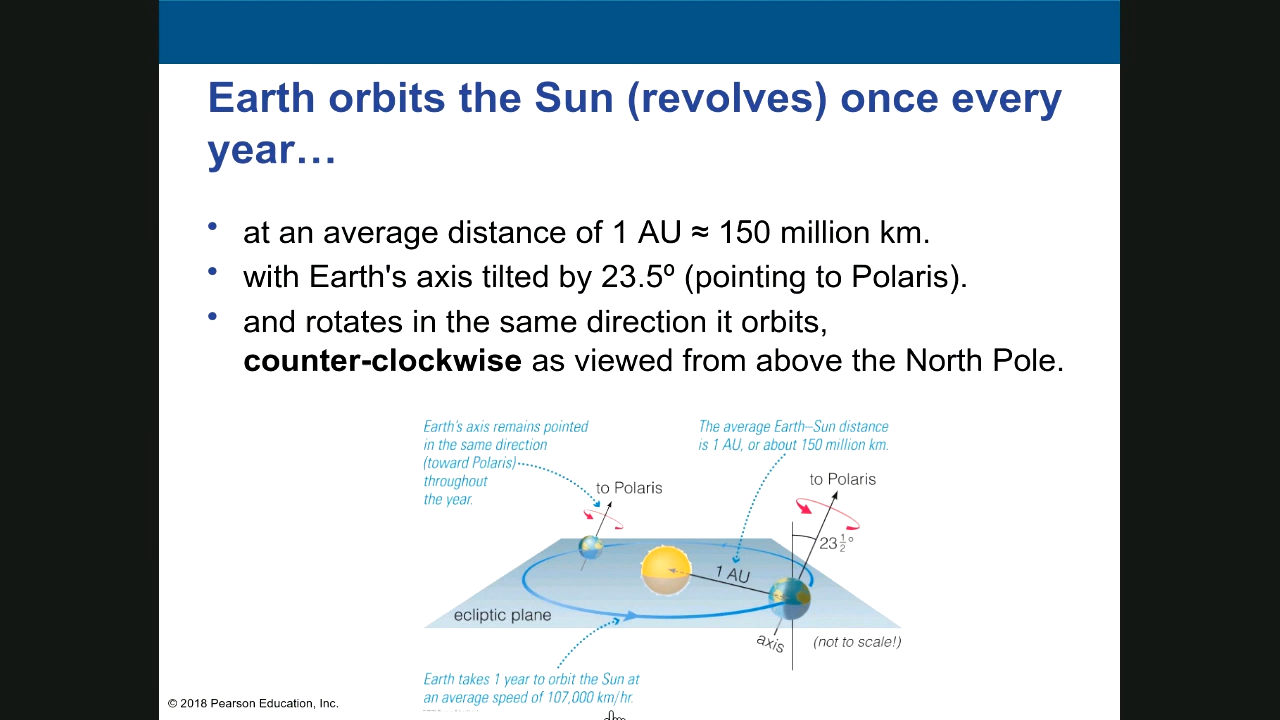 Earth orbits the Sun (revolves) once every
year…
• at an average distance of 1 AU ≈ 150 million km.
• with Earth's axis tilted by 23.5º (pointing to Polaris).
• and rotates in the same direction it orbits,
counter-clockwise as viewed from above the North Pole.
Earth's axis remains pointed
in the same direction
(toward Polaris)
throughout
the year.
The average Earth–Sun distance
is 1 AU, or about 150 million km.
to Polaris
to Polaris
23 1/2°
1 AU
ecliptic plane
axis
(not to scale!)
Earth takes 1 year to orbit the Sun at
an average speed of 107,000 km/hr.
© 2018 Pearson Education, Inc.